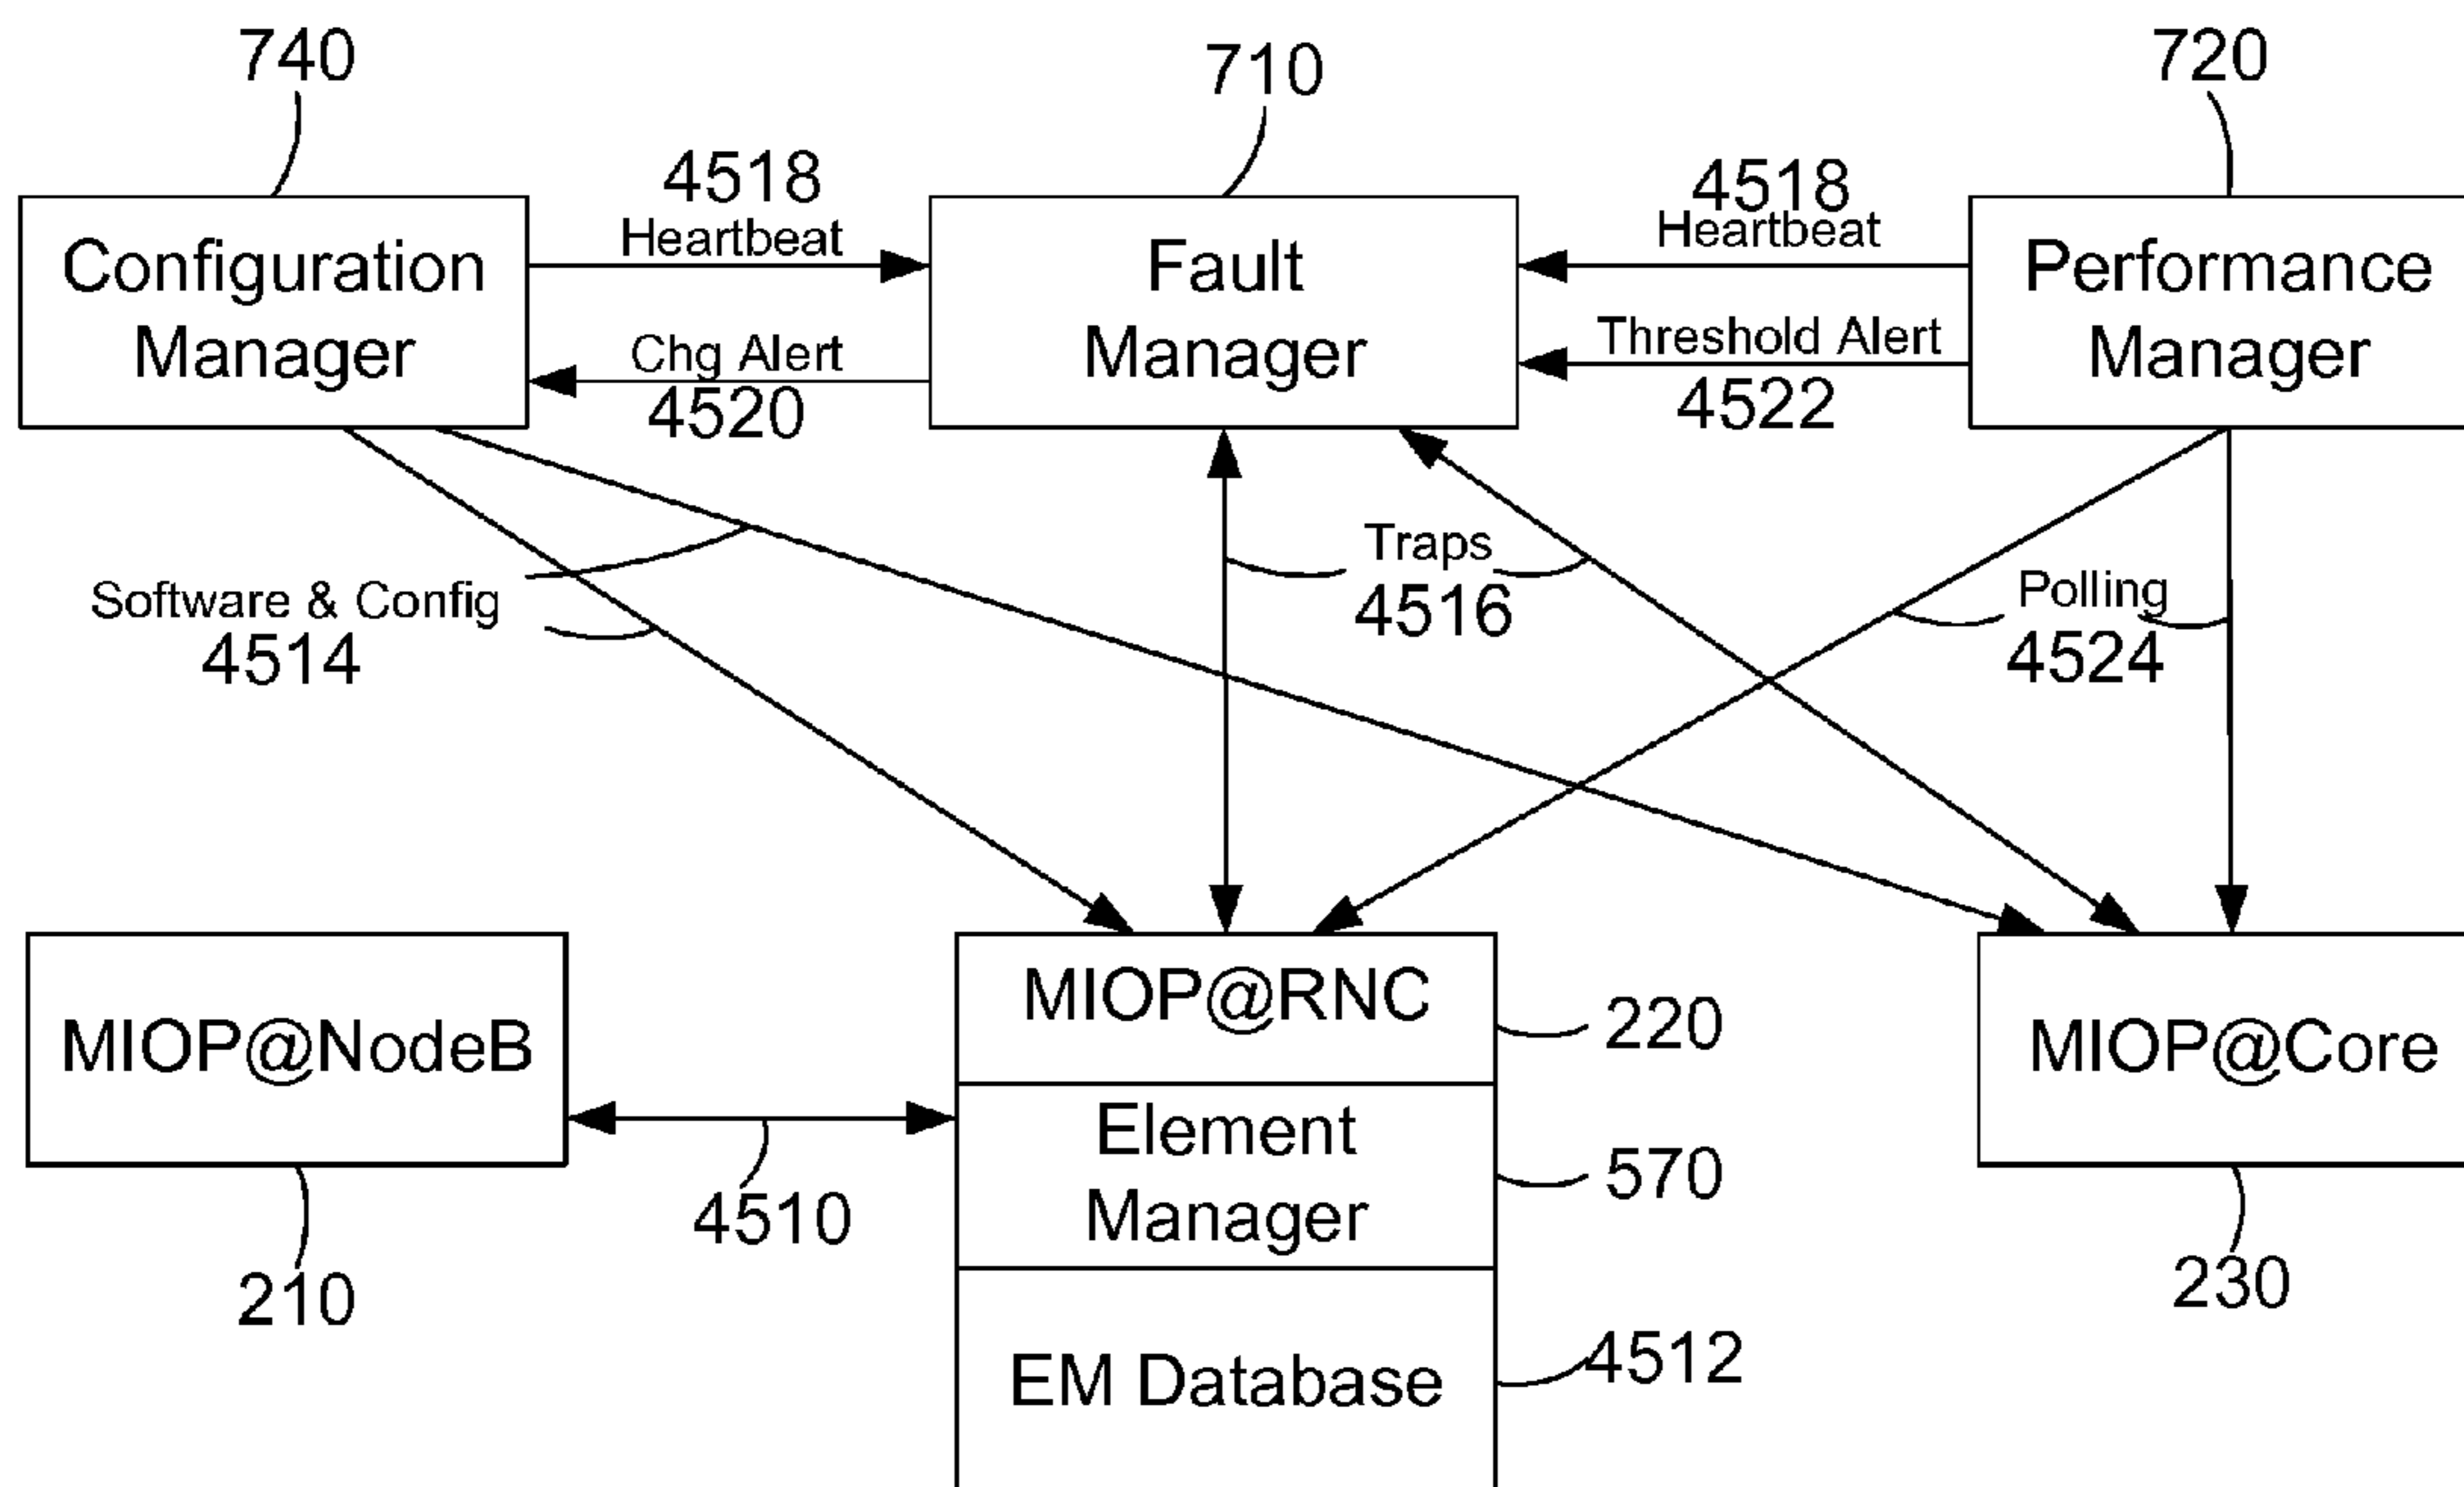 740
710
720
4518
4518
Heartbeat
Heartbeat
Configuration
Manager
Fault
Manager
Performance
Manager
Chg Alert
4520
Threshold Alert
4522
Traps
4516
Software & Config
4514
Polling
4524
MIOP@NodeB
MIOP@RNC
220
MIOP@Core
Element
Manager
570
4510
210
230
EM Database
4512